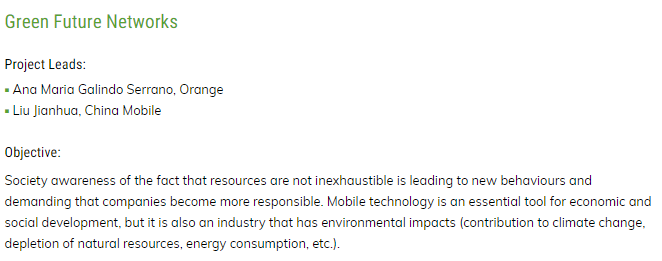 Green Future Networks
Project Leads:
Ana Maria Galindo Serrano, Orange
Liu Jianhua, China Mobile
Objective:
Society awareness of the fact that resources are not inexhaustible is leading to new behaviours and
demanding that companies become more responsible. Mobile technology is an essential tool for economic and
social development, but it is also an industry that has environmental impacts (contribution to climate change,
depletion of natural resources, energy consumption, etc.).